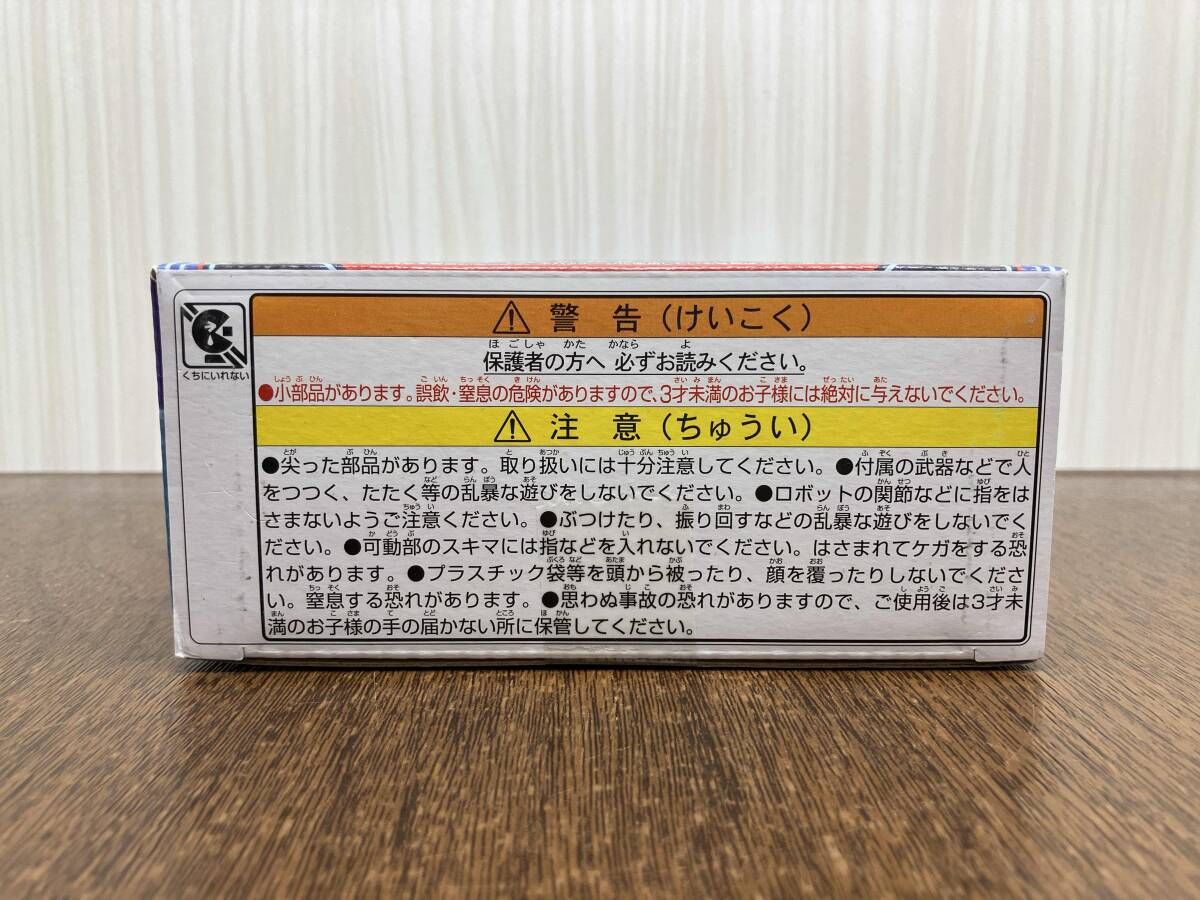 くちにいれない
警 告(けいこく)
保護者の方へ 必ずお読みください。
●小部品があります。誤飲・窒息の危険がありますので、3才未満のお子様には絶対に与えないでください。
注 意(ちゅうい)
●尖った部品があります。取り扱いには十分注意してください。●付属の武器などで人
をつつく、たたく等の乱暴な遊びをしないでください。●ロボットの関節などに指をは
さまないようご注意ください。●ぶつけたり、振り回すなどの乱暴な遊びをしないでく
ださい。●可動部のスキマには指などを入れないでください。はさまれてケガをする恐
れがあります。●プラスチック袋等を頭から被ったり、顔を覆ったりしないでくださ
い。窒息する恐れがあります。●思わぬ事故の恐れがありますので、ご使用後は3才未
満のお子様の手の届かない所に保管してください。